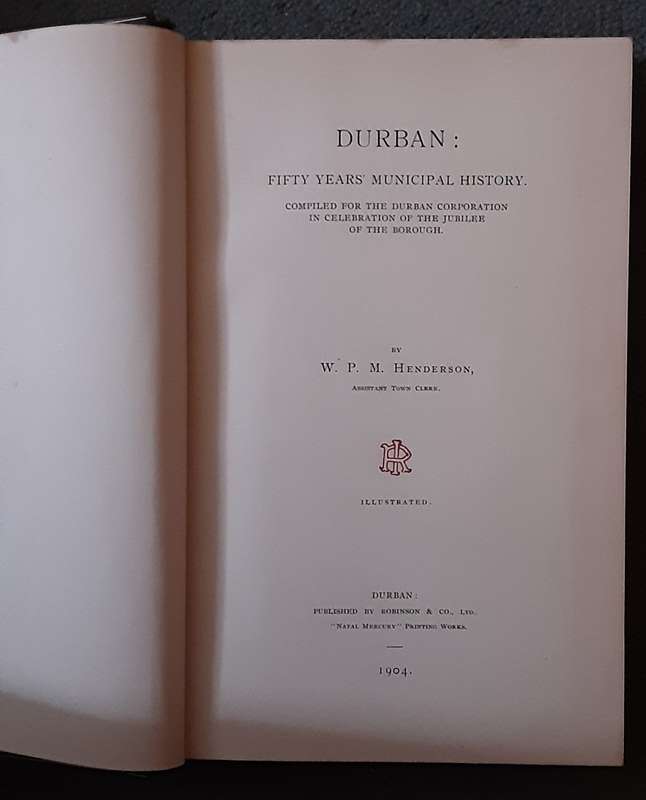 DURBAN:
FIFTY YEARS' MUNICIPAL HISTORY.
COMPILED FOR THE DURBAN CORPORATION
IN CELEBRATION OF THE JUBILEE
OF THE BOROUGH.
BY
W. P. M. HENDERSON,
ASSISTANT TOWN CLERK.
ILLUSTRATED.
DURBAN:
PUBLISHED BY ROBINSON & CO., LTD.
"NATAL MERCURY" PRINTING WORKS.
1904.